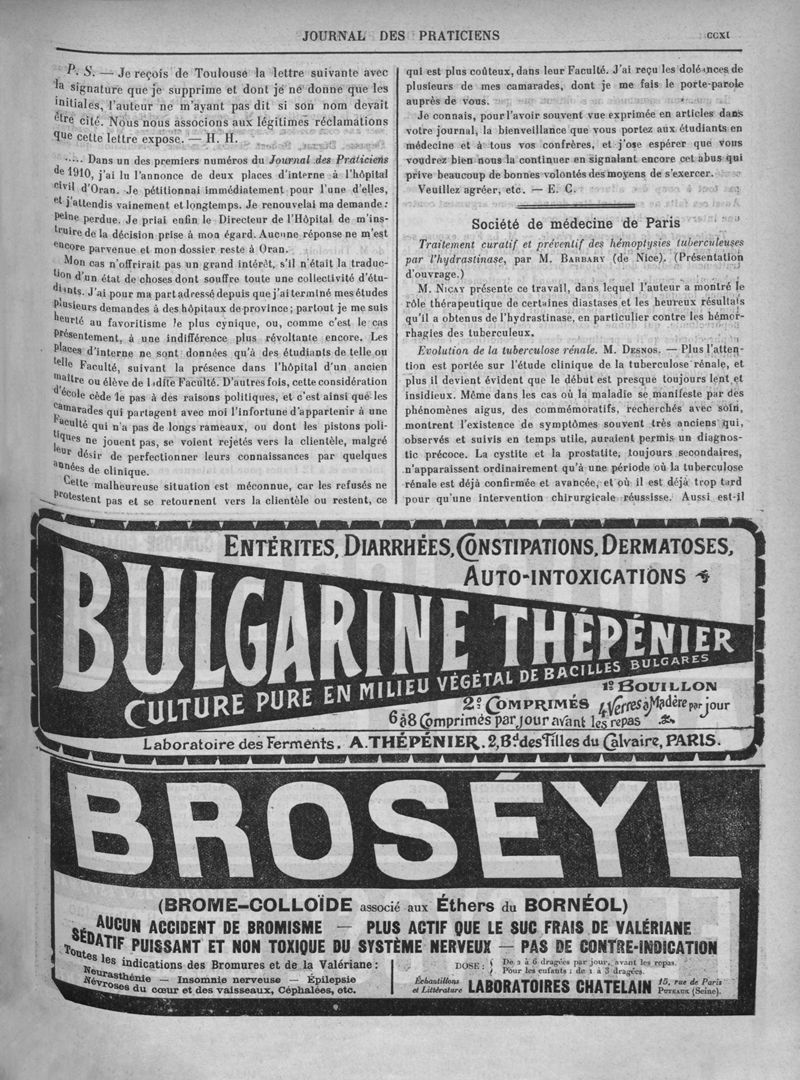 JOURNAL DES PRATICIENS
CCXI
P. S. — Je reçois de Toulouse la lettre suivante avec
la signature que je supprime et dont je ne donne que les
initiales, l'auteur ne m'ayant pas dit si son nom devait
être cité. Nous nous associons aux légitimes réclamations
que cette lettre expose. — H. H.
..... Dans un des premiers numéros du Journal des Praticiens
de 1910, j'ai lu l'annonce de deux places d'interne à l'hôpital
civil d'Oran. Je pétitionnai immédiatement pour l'une d'elles,
et j'attends vainement et longtemps. Je renouvelai ma demande :
peine perdue. Je priai enfin le Directeur de l'Hôpital de m'ins-
truire de la décision prise à mon égard. Aucune réponse ne m'est
encore parvenue et mon dossier reste à Oran.
Mon cas n'offrirait pas un grand intérêt, s'il n'était la traduc-
tion d'un état de choses dont souffre toute une collectivité d'étu-
diants. J'ai pour ma part adressé depuis que j'ai terminé mes études
plusieurs demandes à des hôpitaux de province ; partout je me suis
heurté au favoritisme le plus cynique, ou, comme c'est le cas
présentement, à une indifférence plus révoltante encore. Les
places d'interne ne sont données qu'à des étudiants de telle ou
telle Faculté, suivant la présence dans l'hôpital d'un ancien
maître ou élève de ladite Faculté. D'autres fois, cette considération
d'école cède le pas à des raisons politiques, et c'est ainsi que les
camarades qui partagent avec moi l'infortune d'appartenir à une
Faculté qui n'a pas de longs rameaux, ou dont les pistons poli-
tiques ne jouent pas, se voient rejetés vers la clientèle, malgré
leur désir de perfectionner leurs connaissances par quelques
années de clinique.
Cette malheureuse situation est méconnue, car les refusés ne
protestent pas et se retournent vers la clientèle ou restent, ce
qui est plus coûteux, dans leur Faculté. J'ai reçu les doléances de
plusieurs de mes camarades, dont je me fais le porte-parole
auprès de vous.
Je connais, pour l'avoir souvent vue exprimée en articles dans
votre journal, la bienveillance que vous portez aux étudiants en
médecine et à tous vos confrères, et j'ose espérer que vous
voudrez bien nous la continuer en signalant encore cet abus qui
prive beaucoup de bonnes volontés des moyens de s'exercer.
Veuillez agréer, etc. — E. C.
Société de médecine de Paris
Traitement curatif et préventif des hémoptysies tuberculeuses
par l'hydrastinase, par M. BARBARY (de Nice). (Présentation
d'ouvrage.)
M. NICAY présente ce travail, dans lequel l'auteur a montré le
rôle thérapeutique de certaines diastases et les heureux résultats
qu'il a obtenus de l'hydrastinase, en particulier contre les hémor-
rhagies des tuberculeux.
Evolution de la tuberculose rénale. M. DESNOS. — Plus l'atten-
tion est portée sur l'étude clinique de la tuberculose rénale, et
plus il devient évident que le début est presque toujours lent et
insidieux. Même dans les cas où la maladie se manifeste par des
phénomènes aigus, des commémoratifs, recherchés avec soin,
montrent l'existence de symptômes souvent très anciens qui,
observés et suivis en temps utile, auraient permis un diagnos-
tic précoce. La cystite et la prostatite, toujours secondaires,
n'apparaissent ordinairement qu'à une période où la tuberculose
rénale est déjà confirmée et avancée, et où il est déjà trop tard
pour qu'une intervention chirurgicale réussisse. Aussi est-il
ENTÉRITES, DIARRHÉES, CONSTIPATIONS, DERMATOSES,
AUTO-INTOXICATIONS
BULGARINE THÉPÉNIER
CULTURE PURE EN MILIEU VÉGÉTAL DE BACILLES BULGARES
1º BOUILLON
4 Verres à Madère par jour
2º COMPRIMÉS
6 à 8 Comprimés par jour avant les repas
Laboratoire des Ferments. A. THÉPÉNIER. 2, Bd. des Filles du Calvaire, PARIS.
BROSÉYL
(BROME-COLLOÏDE associé aux Éthers du BORNÉOL)
AUCUN ACCIDENT DE BROMISME — PLUS ACTIF QUE LE SUC FRAIS DE VALÉRIANE
SÉDATIF PUISSANT ET NON TOXIQUE DU SYSTÈME NERVEUX — PAS DE CONTRE-INDICATION
Toutes les indications des Bromures et de la Valériane :
Neurasthénie — Insomnie nerveuse — Épilepsie
Névroses du cœur et des vaisseaux, Céphalées, etc.
DOSE : De 2 à 6 dragées par jour, avant les repas.
Pour les enfants : de 1 à 3 dragées.
Échantillons et Littérature LABORATOIRES CHATELAIN 15, rue de Paris
PUTEAUX (Seine).